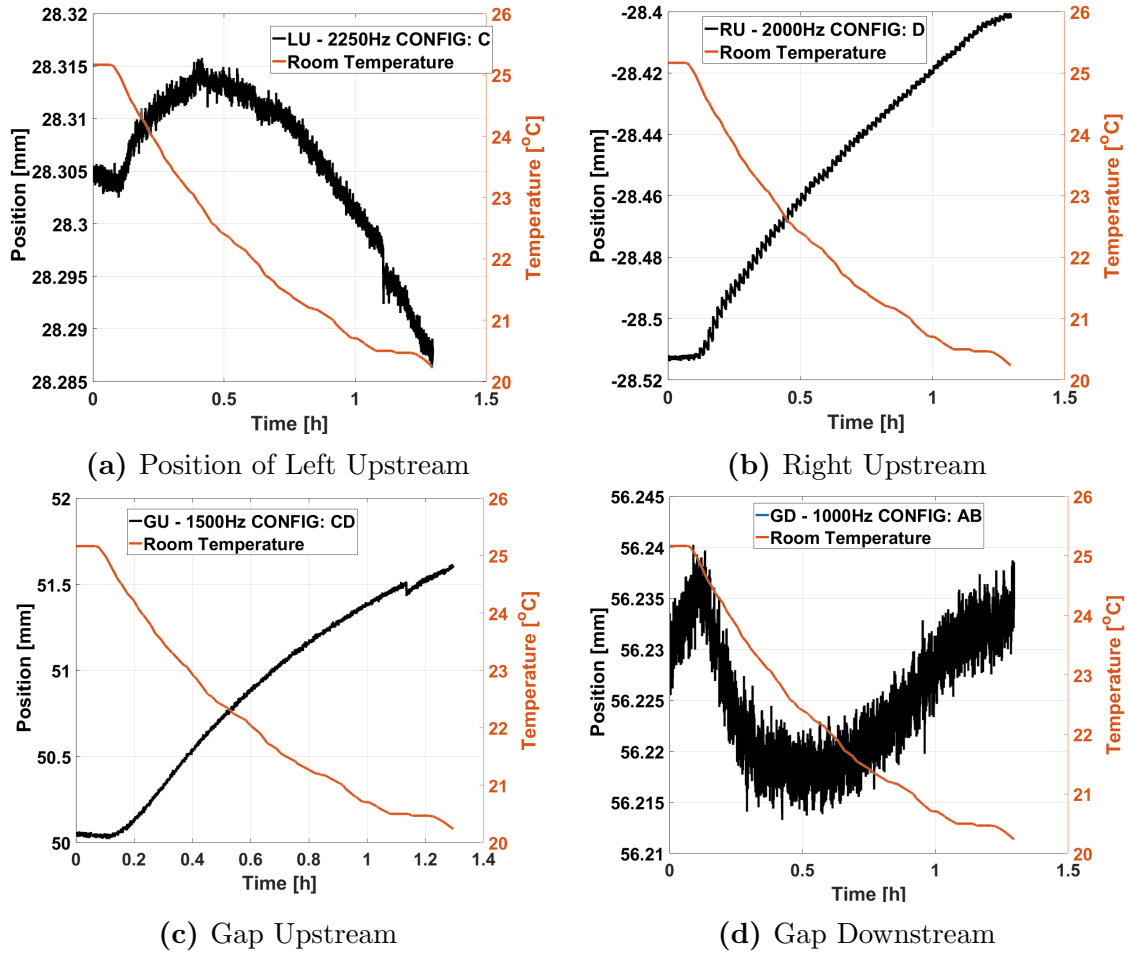 28.32
28.315
28.31
28.305
28.3
28.295
28.29
28.285
Position [mm]
LU - 2250Hz CONFIG: C
Room Temperature
26
25
24
23
22
21
20
Temperature [°C]
0 0.5 1 1.5
Time [h]
(a) Position of Left Upstream
-28.4
-28.42
-28.44
-28.46
-28.48
-28.5
-28.52
Position [mm]
RU - 2000Hz CONFIG: D
Room Temperature
26
25
24
23
22
21
20
Temperature [°C]
0 0.5 1 1.5
Time [h]
(b) Right Upstream
52
51.5
51
50.5
50
Position [mm]
GU - 1500Hz CONFIG: CD
Room Temperature
26
25
24
23
22
21
20
Temperature [°C]
0 0.2 0.4 0.6 0.8 1 1.2 1.4
Time [h]
(c) Gap Upstream
56.245
56.24
56.235
56.23
56.225
56.22
56.215
56.21
Position [mm]
GD - 1000Hz CONFIG: AB
Room Temperature
26
25
24
23
22
21
20
Temperature [°C]
0 0.5 1 1.5
Time [h]
(d) Gap Downstream